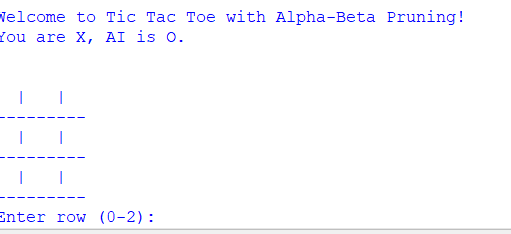 Welcome to Tic Tac Toe with Alpha-Beta Pruning!
You are X, AI is O.
  |   |
---------
  |   |
---------
  |   |
---------
Enter row (0-2):